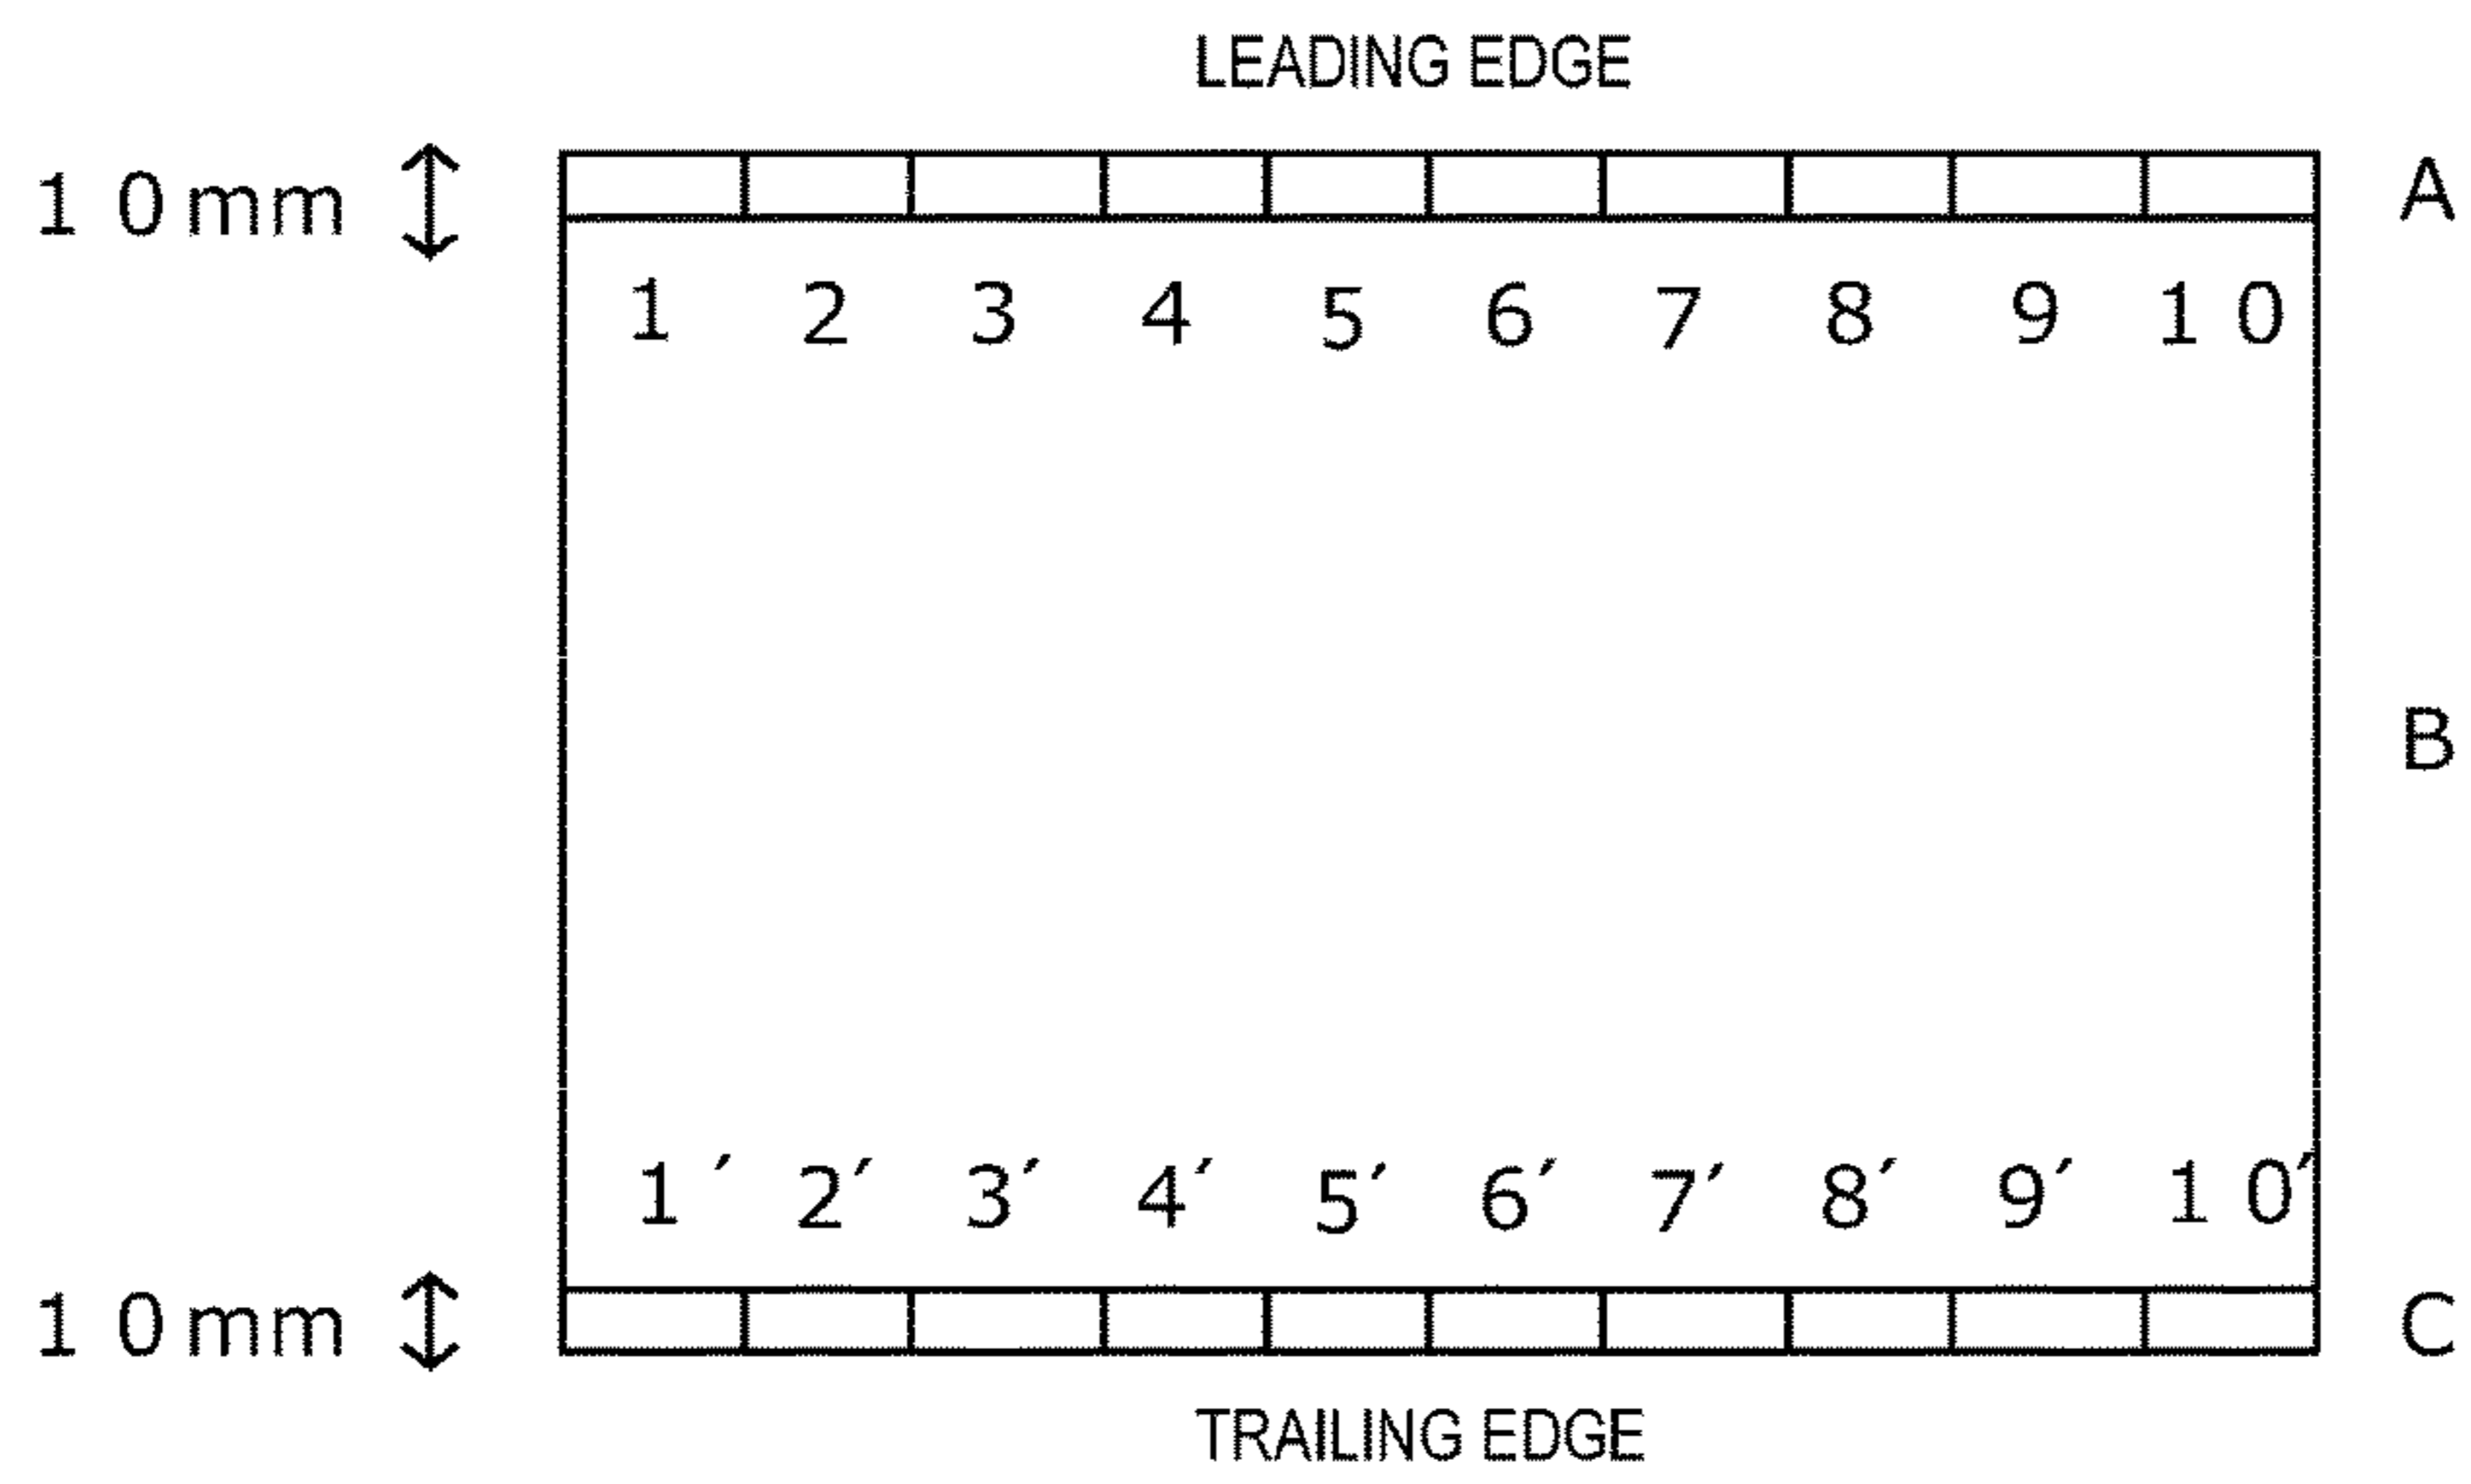 LEADING EDGE
10mm A
1 2 3 4 5 6 7 8 9 10
B
1′ 2′ 3′ 4′ 5′ 6′ 7′ 8′ 9′ 10′
10mm C
TRAILING EDGE